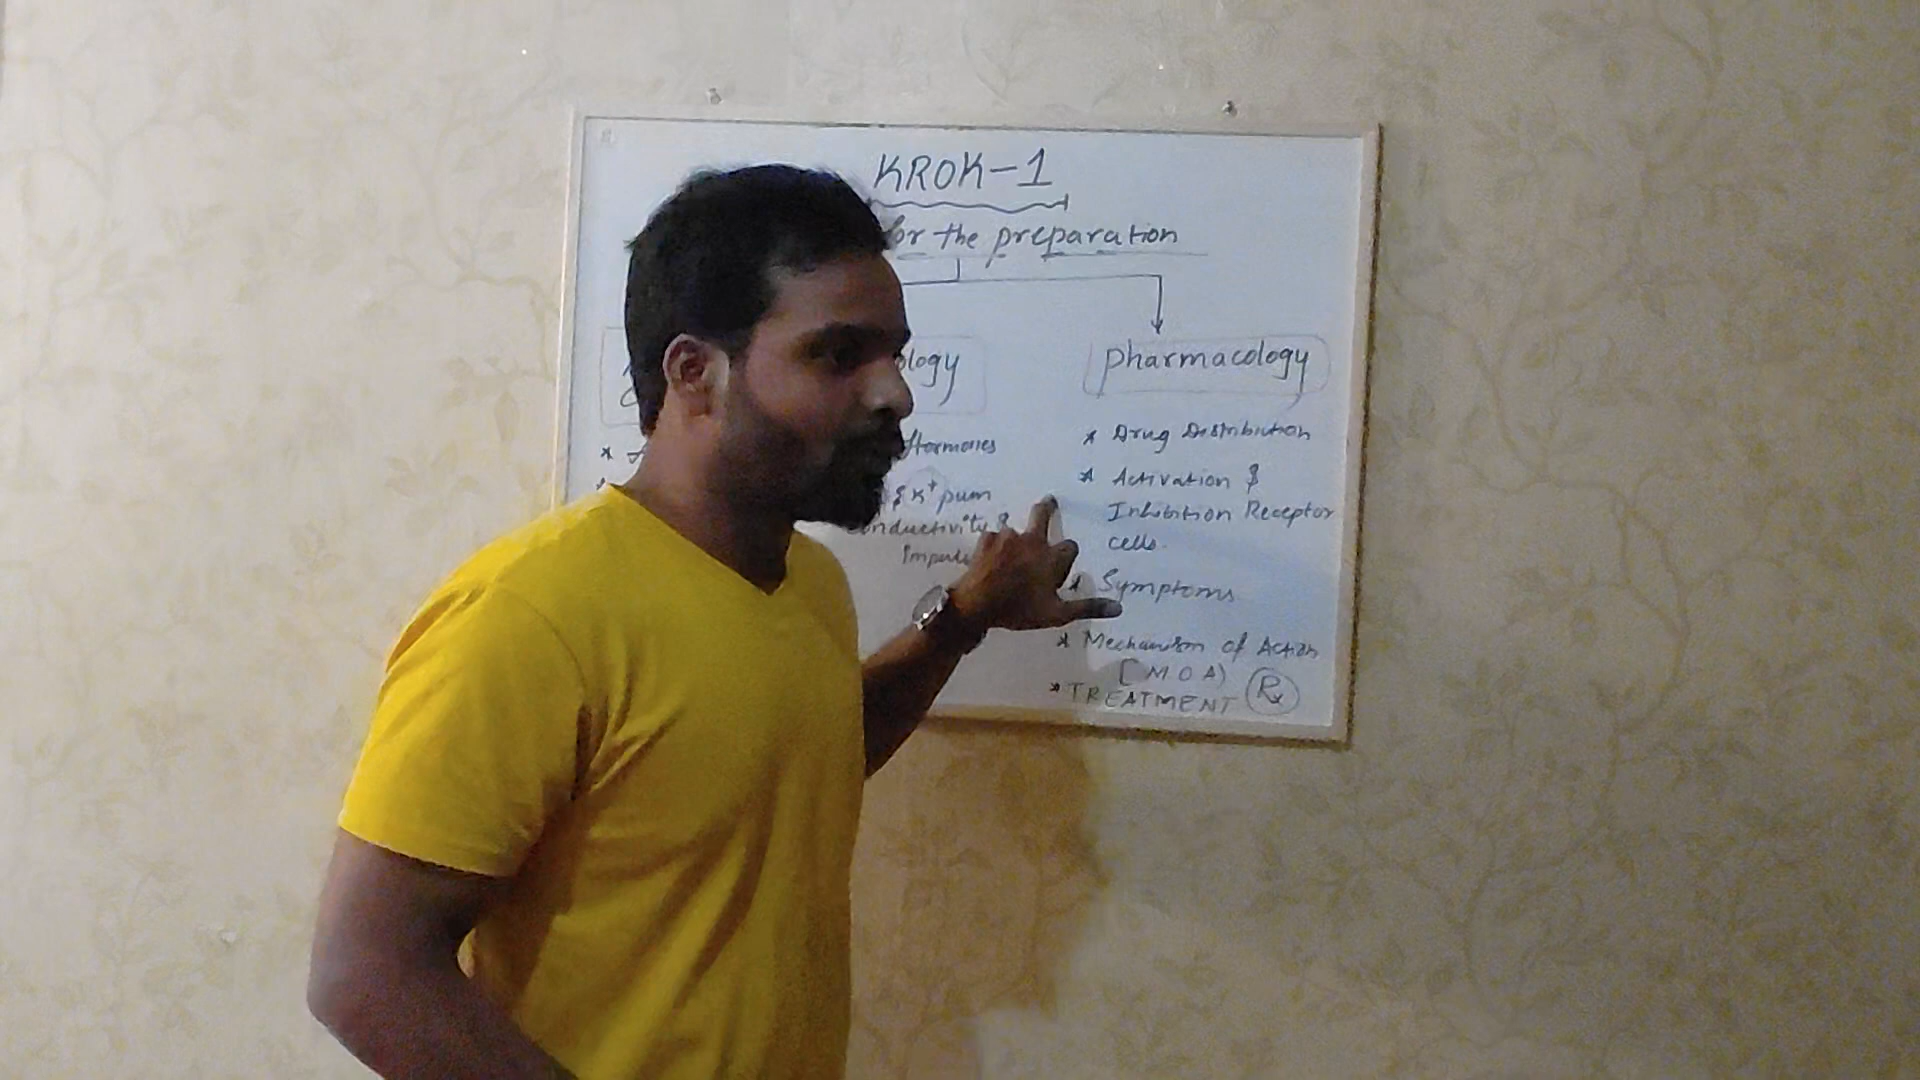 KROK-1
for the preparation
ology
Hormones
& K+ pum
Conductivity &
Impuls
pharmacology
* Drug Distribution
* Activation &
Inhibition Receptor
cells.
* Symptoms
* Mechanism of Action
[MOA)
* TREATMENT Rx